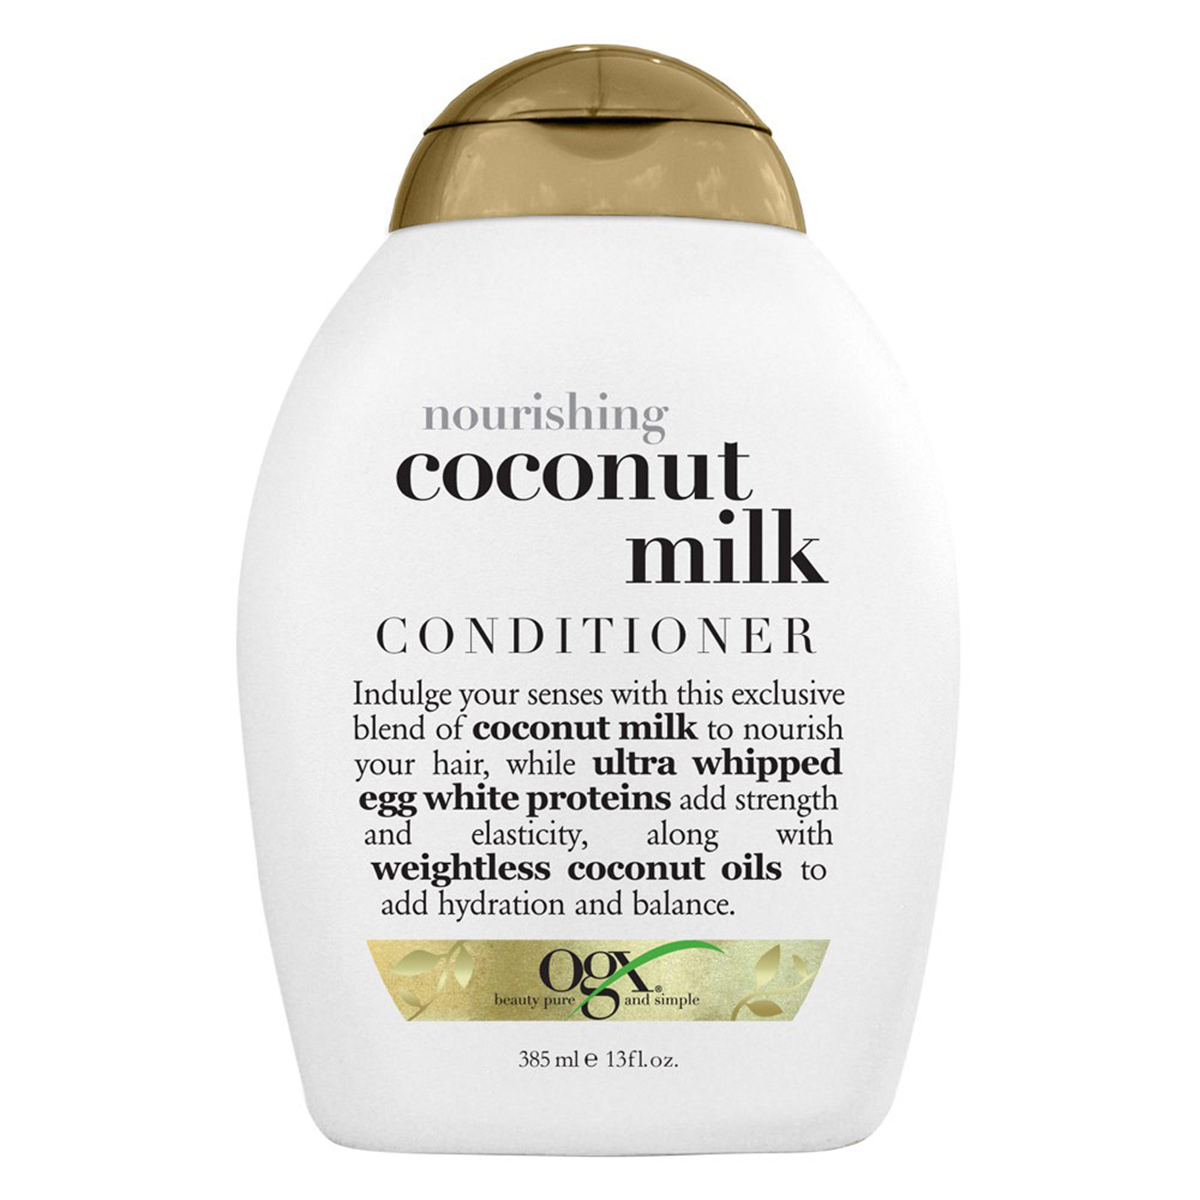 nourishing
coconut
milk
CONDITIONER
Indulge your senses with this exclusive
blend of coconut milk to nourish
your hair, while ultra whipped
egg white proteins add strength
and elasticity, along with
weightless coconut oils to
add hydration and balance.
Ogx®
beauty pure and simple
385 ml e 13fl.oz.